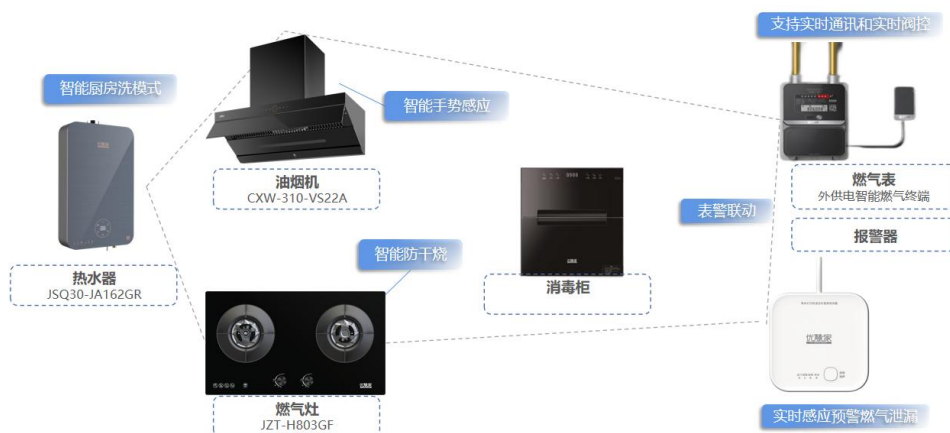 支持实时通讯和实时阀控
智能厨房洗模式
智能手势感应
油烟机
CXW-310-VS22A
燃气表
外供电智能燃气终端
表警联动
报警器
智能防干烧
热水器
JSQ30-JA162GR
消毒柜
优雅家
燃气灶
JZT-H803GF
实时感应预警燃气泄漏